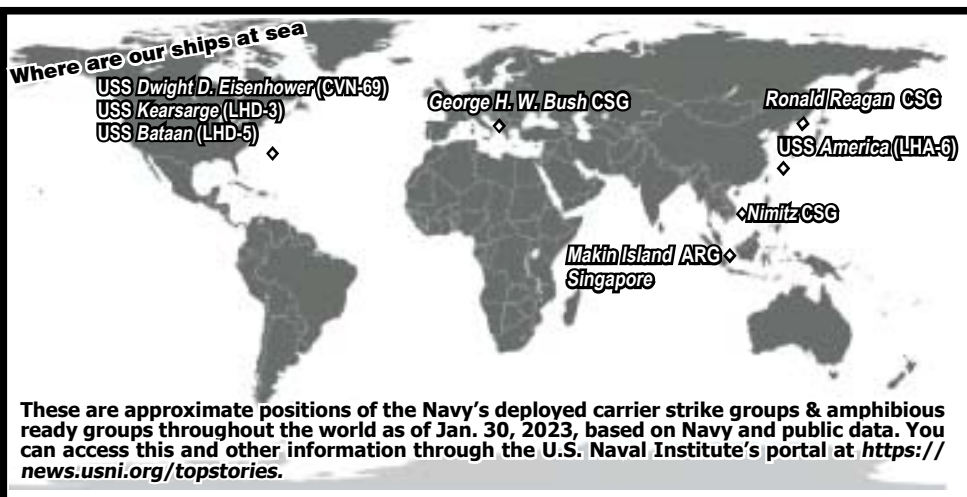 Where are our ships at sea
USS Dwight D. Eisenhower (CVN-69)
USS Kearsarge (LHD-3)
USS Bataan (LHD-5)
George H. W. Bush CSG
Ronald Reagan CSG
USS America (LHA-6)
Nimitz CSG
Makin Island ARG
Singapore
These are approximate positions of the Navy's deployed carrier strike groups & amphibious
ready groups throughout the world as of Jan. 30, 2023, based on Navy and public data. You
can access this and other information through the U.S. Naval Institute's portal at https://
news.usni.org/topstories.